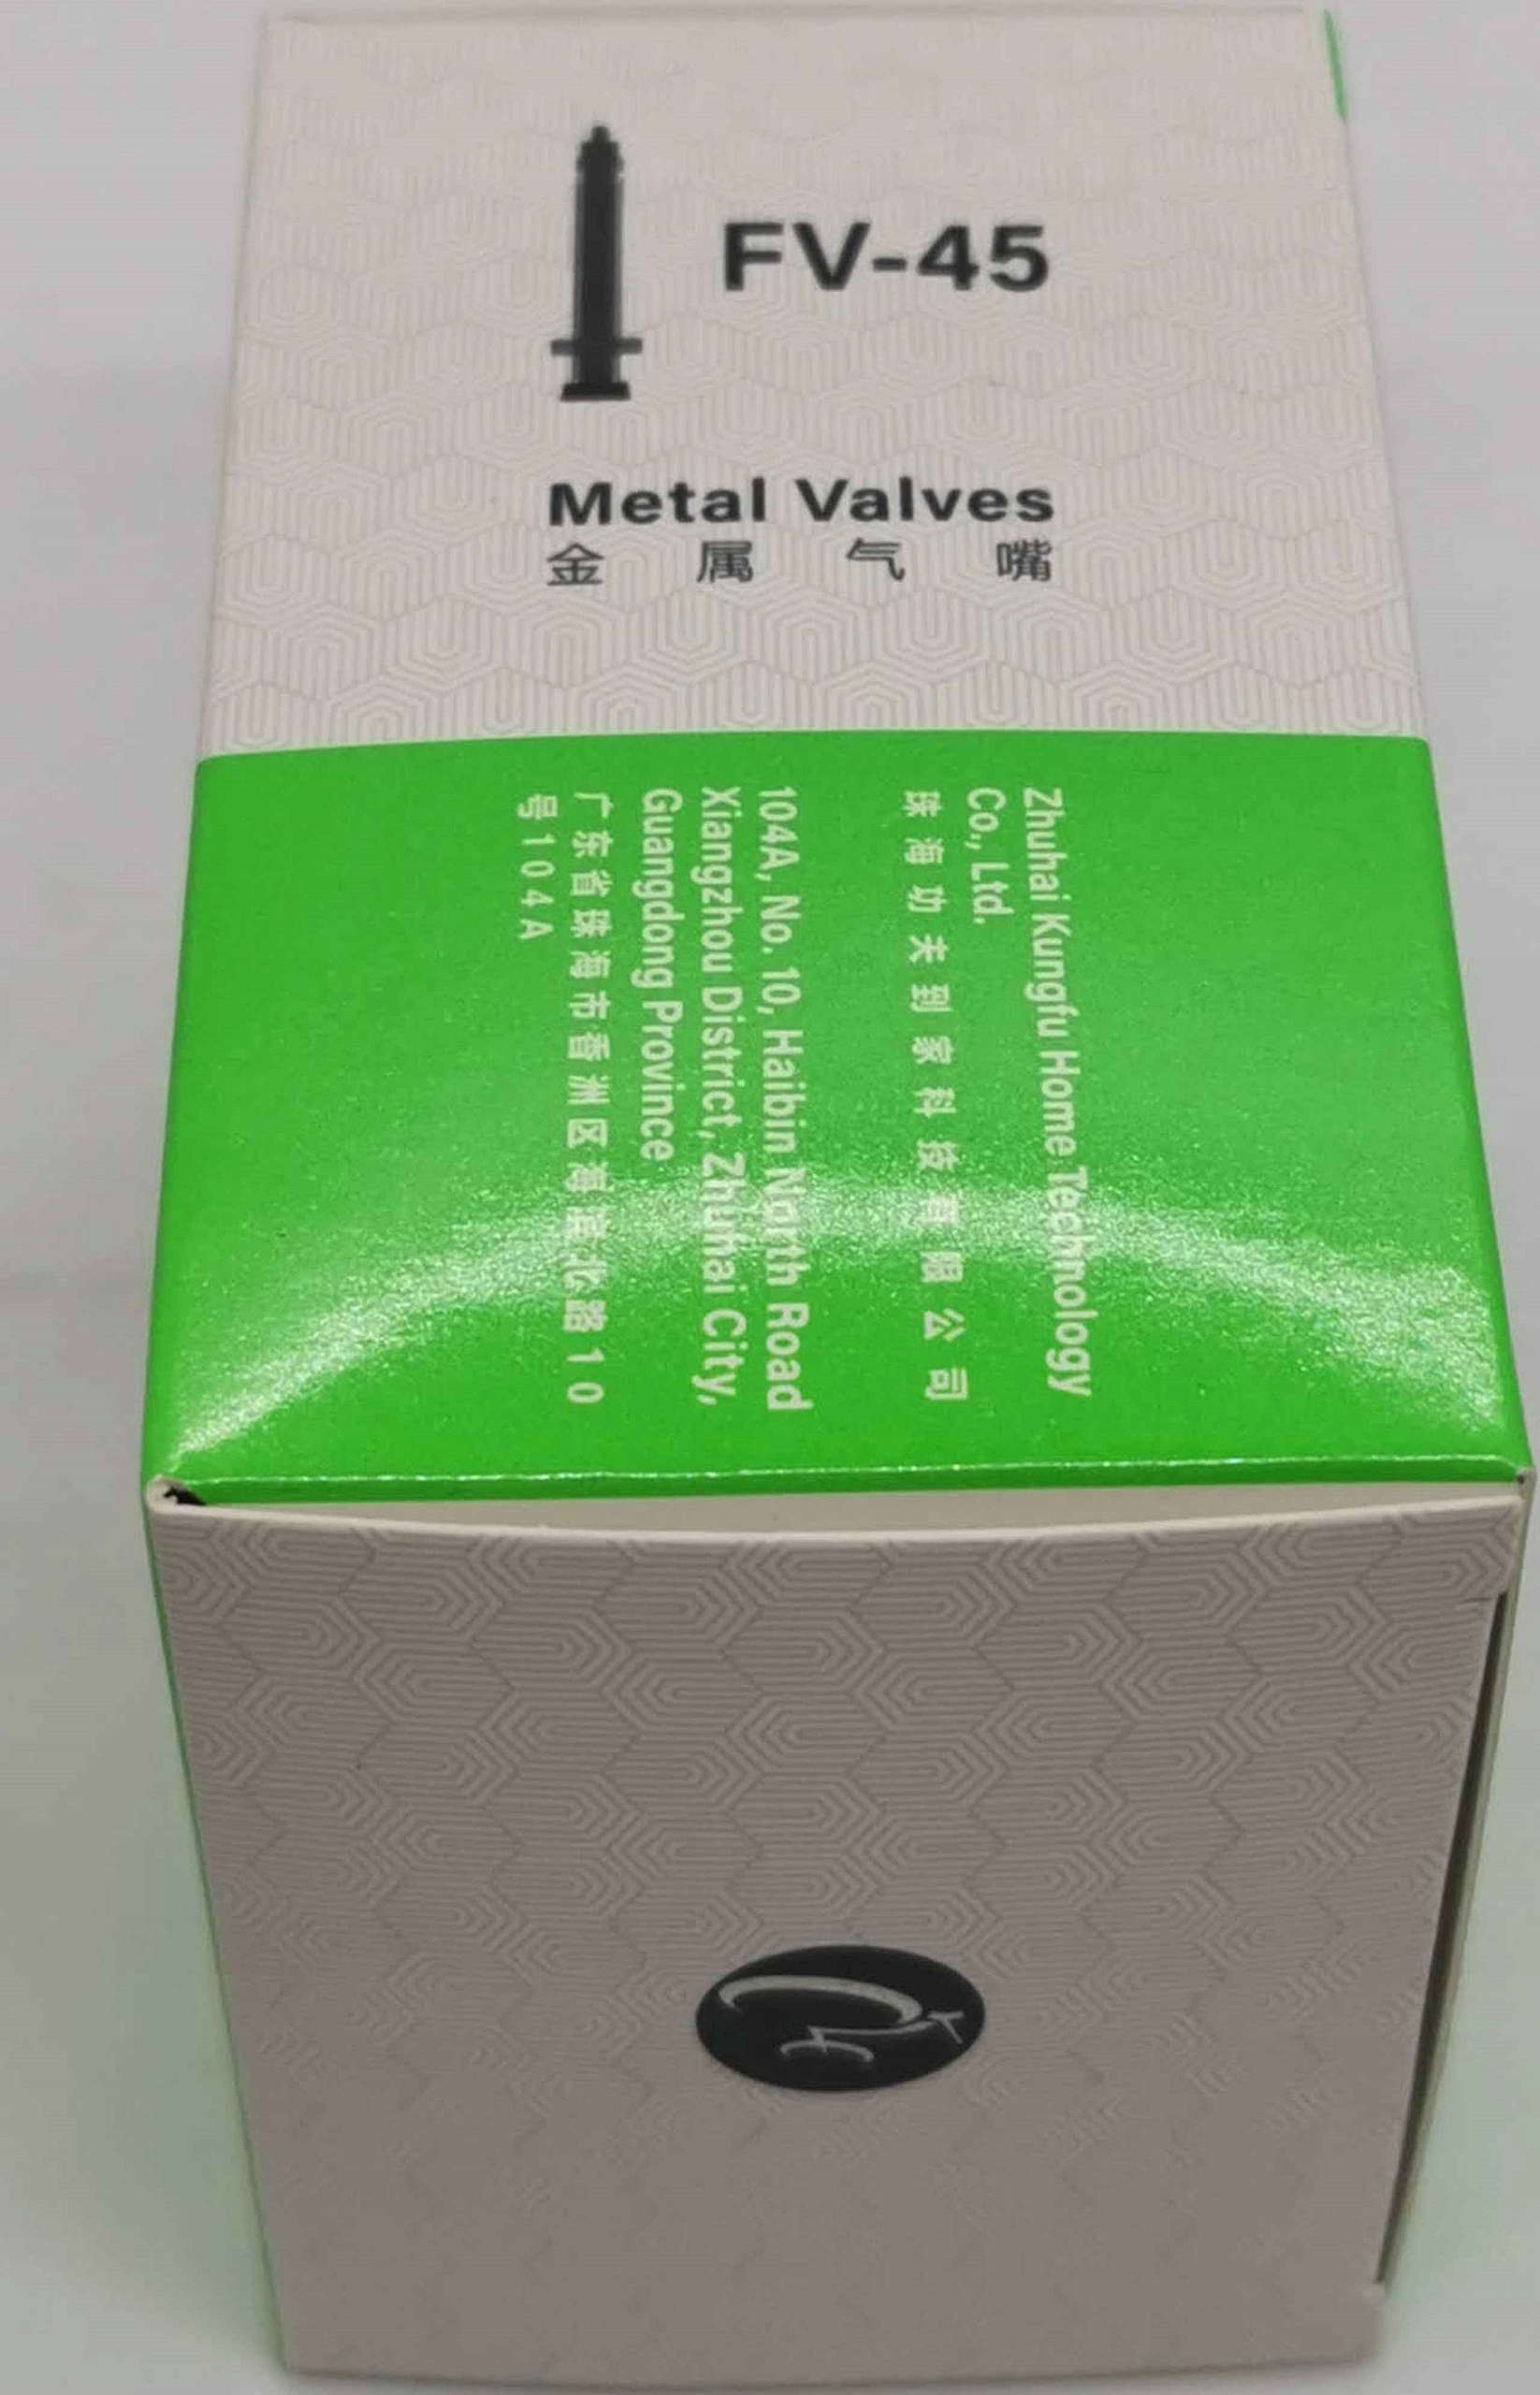 FV-45
Metal Valves
金属气嘴
Zhuhai Kungfu Home Technology
Co., Ltd.
珠海功夫到家科技有限公司
104A, No. 10, Haibin North Road
Xiangzhou District, Zhuhai City,
Guangdong Province
广东省珠海市香洲区海滨北路10
号104A